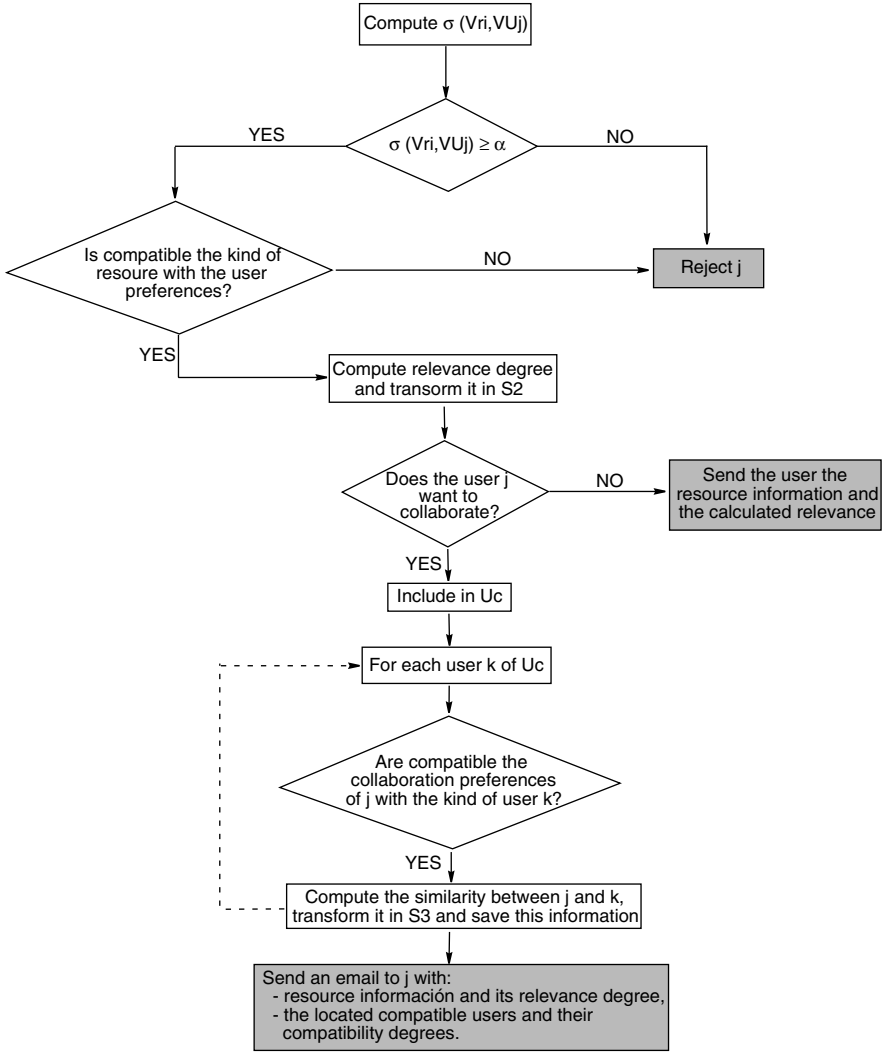 Compute σ (Vri,VUj)
σ (Vri,VUj) ≥ α
YES
NO
Is compatible the kind of
resoure with the user
preferences?
NO
Reject j
YES
Compute relevance degree
and transorm it in S2
Does the user j
want to
collaborate?
NO
Send the user the
resource information and
the calculated relevance
YES
Include in Uc
For each user k of Uc
Are compatible the
collaboration preferences
of j with the kind of user k?
YES
Compute the similarity between j and k,
transform it in S3 and save this information
Send an email to j with:
- resource información and its relevance degree,
- the located compatible users and their
compatibility degrees.